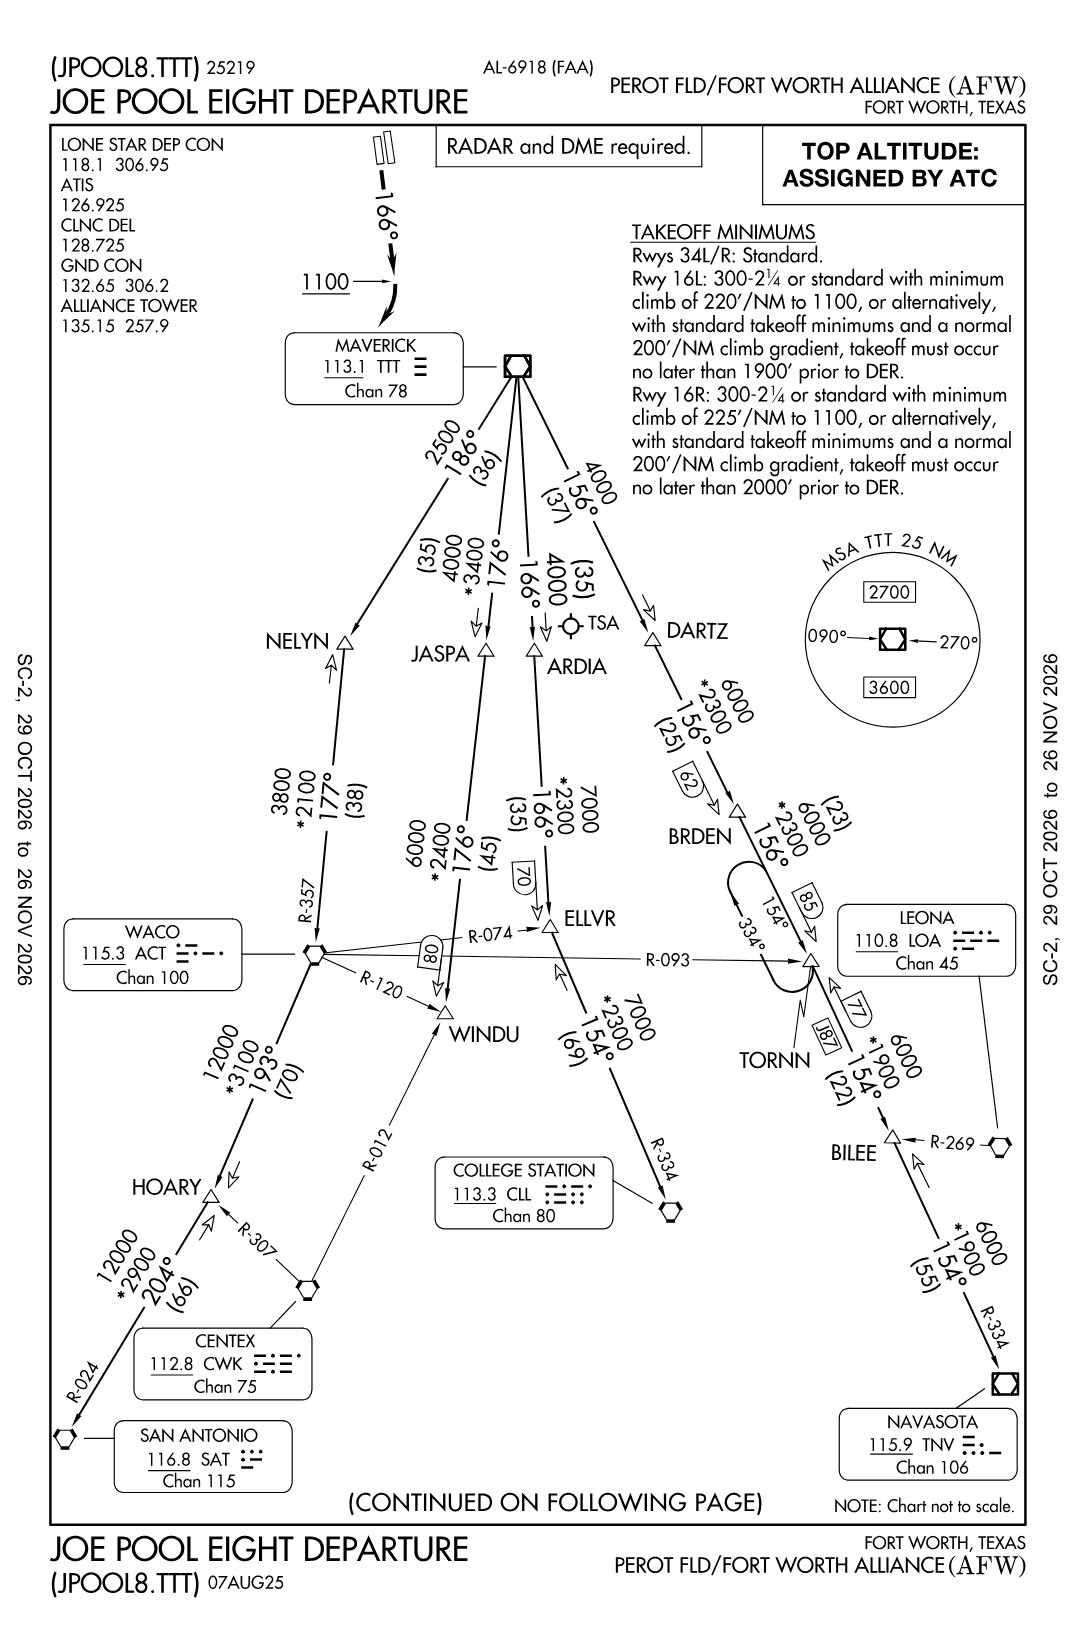 (JPOOL8.TTT) 25219
AL-6918 (FAA)
PEROT FLD/FORT WORTH ALLIANCE (AFW)
JOE POOL EIGHT DEPARTURE
FORT WORTH, TEXAS
LONE STAR DEP CON
118.1 306.95
ATIS
126.925
CLNC DEL
128.725
GND CON
132.65 306.2
ALLIANCE TOWER
135.15 257.9
166°
1100
RADAR and DME required.
TOP ALTITUDE:
ASSIGNED BY ATC
TAKEOFF MINIMUMS
Rwys 34L/R: Standard.
Rwy 16L: 300-2¼ or standard with minimum
climb of 220'/NM to 1100, or alternatively,
with standard takeoff minimums and a normal
200'/NM climb gradient, takeoff must occur
no later than 1900' prior to DER.
Rwy 16R: 300-2¼ or standard with minimum
climb of 225'/NM to 1100, or alternatively,
with standard takeoff minimums and a normal
200'/NM climb gradient, takeoff must occur
no later than 2000' prior to DER.
MAVERICK
113.1 TTT
Chan 78
2500
186°
(36)
(35)
4000
*3400
176°
166°
4000
(35)
4000
156°
(37)
MSA TTT 25 NM
2700
090°
270°
3600
TSA
NELYN
JASPA
ARDIA
DARTZ
3800
*2100
177°
(38)
R-357
6000
*2400
176°
(45)
80
7000
*2300
166°
(35)
70
6000
*2300
156°
(25)
62
BRDEN
(23)
6000
*2300
156°
85
154°
334°
WACO
115.3 ACT
Chan 100
R-074
R-093
R-120
ELLVR
WINDU
TORNN
LEONA
110.8 LOA
Chan 45
77
J87
6000
*1900
154°
(22)
BILEE
R-269
12000
*3100
193°
(70)
HOARY
R-307
R-012
7000
*2300
154°
(69)
R-334
COLLEGE STATION
113.3 CLL
Chan 80
12000
*2900
204°
(66)
R-024
CENTEX
112.8 CWK
Chan 75
6000
*1900
154°
(55)
R-334
SAN ANTONIO
116.8 SAT
Chan 115
NAVASOTA
115.9 TNV
Chan 106
(CONTINUED ON FOLLOWING PAGE)
NOTE: Chart not to scale.
SC-2, 29 OCT 2026 to 26 NOV 2026
SC-2, 29 OCT 2026 to 26 NOV 2026
JOE POOL EIGHT DEPARTURE
FORT WORTH, TEXAS
(JPOOL8.TTT) 07AUG25
PEROT FLD/FORT WORTH ALLIANCE (AFW)